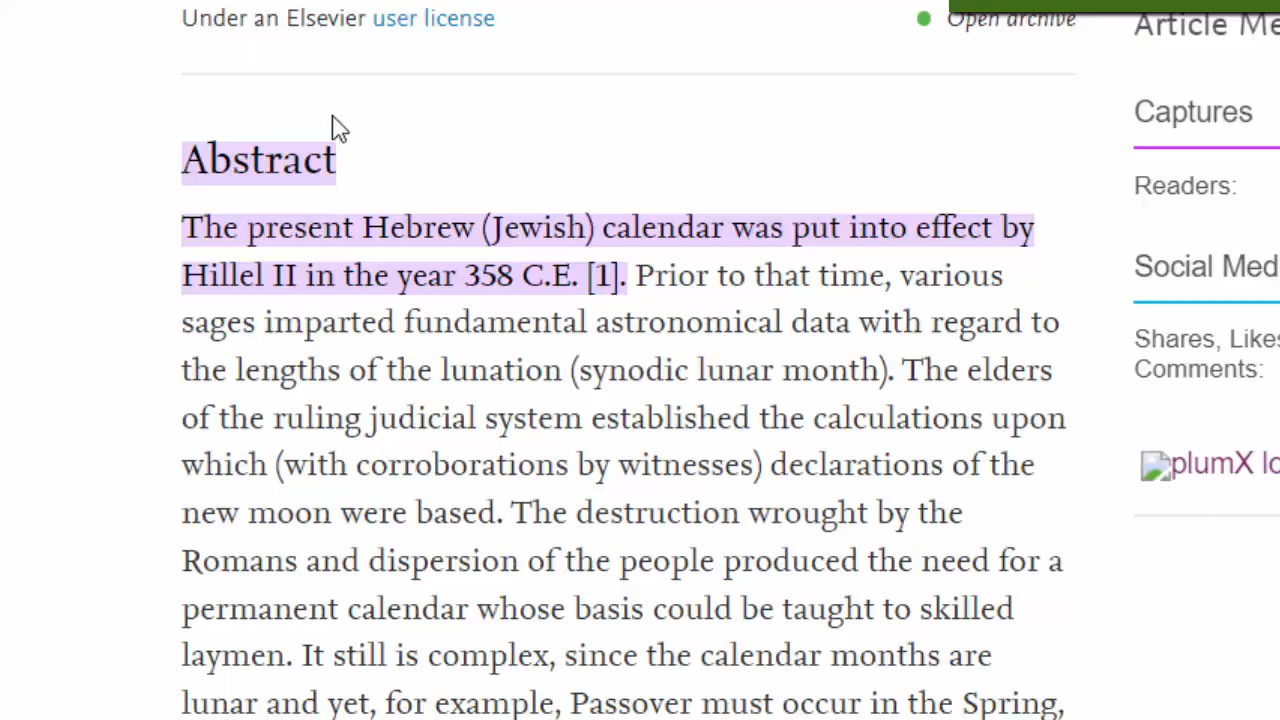 Under an Elsevier user license
Open archive
Abstract
The present Hebrew (Jewish) calendar was put into effect by
Hillel II in the year 358 C.E. [1]. Prior to that time, various
sages imparted fundamental astronomical data with regard to
the lengths of the lunation (synodic lunar month). The elders
of the ruling judicial system established the calculations upon
which (with corroborations by witnesses) declarations of the
new moon were based. The destruction wrought by the
Romans and dispersion of the people produced the need for a
permanent calendar whose basis could be taught to skilled
laymen. It still is complex, since the calendar months are
lunar and yet, for example, Passover must occur in the Spring,
Article Me
Captures
Readers:
Social Med
Shares, Likes
Comments:
plumX lo